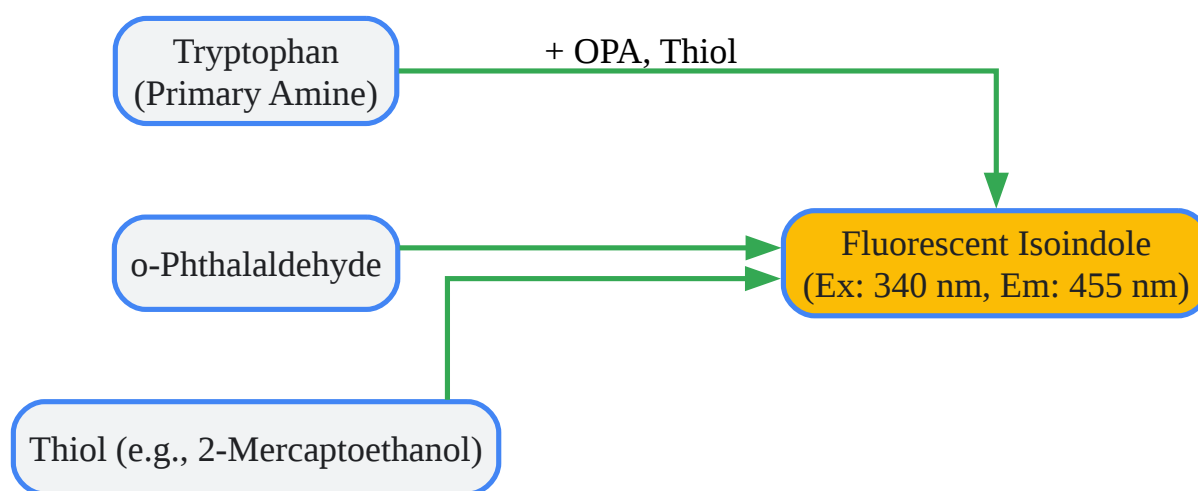 Tryptophan
(Primary Amine)
+ OPA, Thiol
o-Phthalaldehyde
Fluorescent Isoindole
(Ex: 340 nm, Em: 455 nm)
Thiol (e.g., 2-Mercaptoethanol)